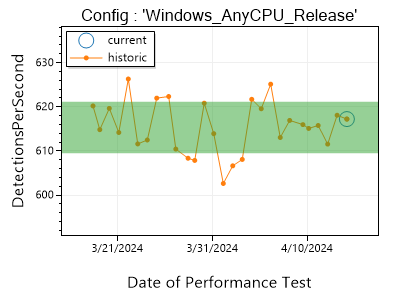 Config : 'Windows_AnyCPU_Release'
current
historic
DetectionsPerSecond
630
620
610
600
3/21/2024
3/31/2024
4/10/2024
Date of Performance Test